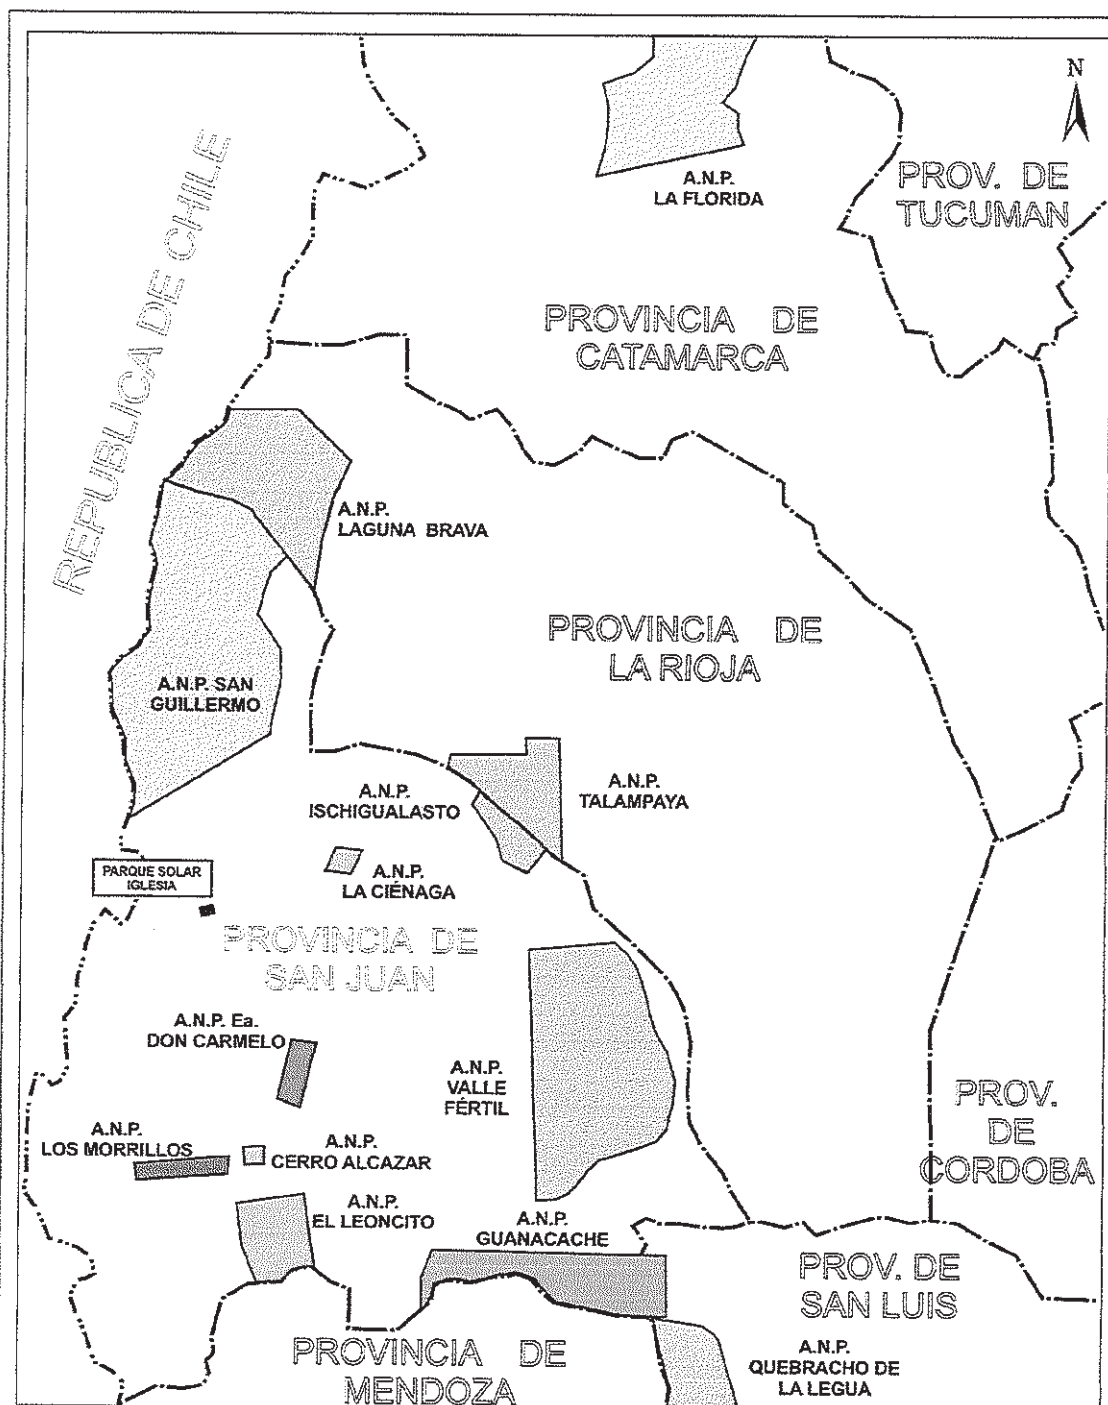 N
A.N.P.
LA FLORIDA
PROV. DE
TUCUMAN
REPUBLICA DE CHILE
PROVINCIA DE
CATAMARCA
A.N.P.
LAGUNA BRAVA
PROVINCIA DE
LA RIOJA
A.N.P. SAN
GUILLERMO
A.N.P.
ISCHIGUALASTO
A.N.P.
TALAMPAYA
A.N.P.
LA CIÉNAGA
PARQUE SOLAR
IGLESIA
PROVINCIA DE
SAN JUAN
A.N.P. Ea.
DON CARMELO
A.N.P.
VALLE
FÉRTIL
PROV.
DE
CORDOBA
A.N.P.
LOS MORRILLOS
A.N.P.
CERRO ALCAZAR
A.N.P.
EL LEONCITO
A.N.P.
GUANACACHE
PROV. DE
SAN LUIS
PROVINCIA DE
MENDOZA
A.N.P.
QUEBRACHO DE
LA LEGUA